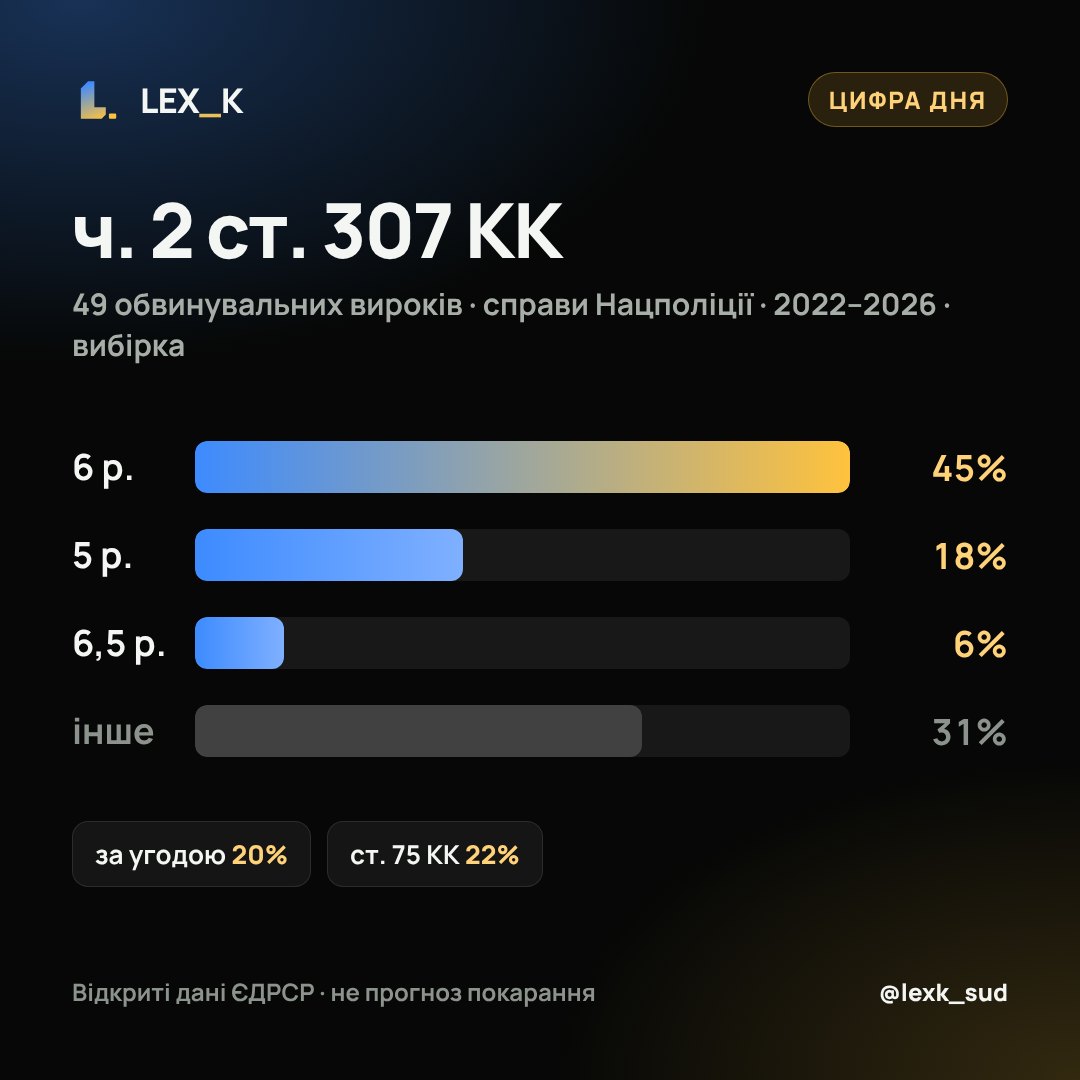 LEX_K
ЦИФРА ДНЯ
ч. 2 ст. 307 КК
49 обвинувальних вироків · справи Нацполіції · 2022–2026 ·
вибірка
6 р. 45%
5 р. 18%
6,5 р. 6%
інше 31%
за угодою 20%
ст. 75 КК 22%
Відкриті дані ЄДРСР · не прогноз покарання
@lexk_sud